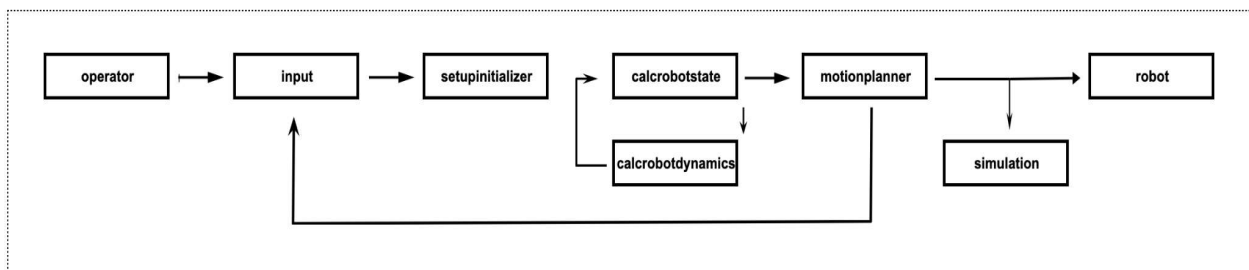 operator
input
setupinitializer
calcrobotstate
motionplanner
robot
calcrobotdynamics
simulation